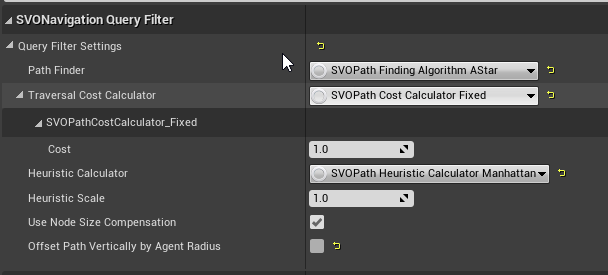 SVONavigation Query Filter
Query Filter Settings
Path Finder SVOPath Finding Algorithm AStar
Traversal Cost Calculator SVOPath Cost Calculator Fixed
SVOPathCostCalculator_Fixed
Cost 1.0
Heuristic Calculator SVOPath Heuristic Calculator Manhattan
Heuristic Scale 1.0
Use Node Size Compensation
Offset Path Vertically by Agent Radius